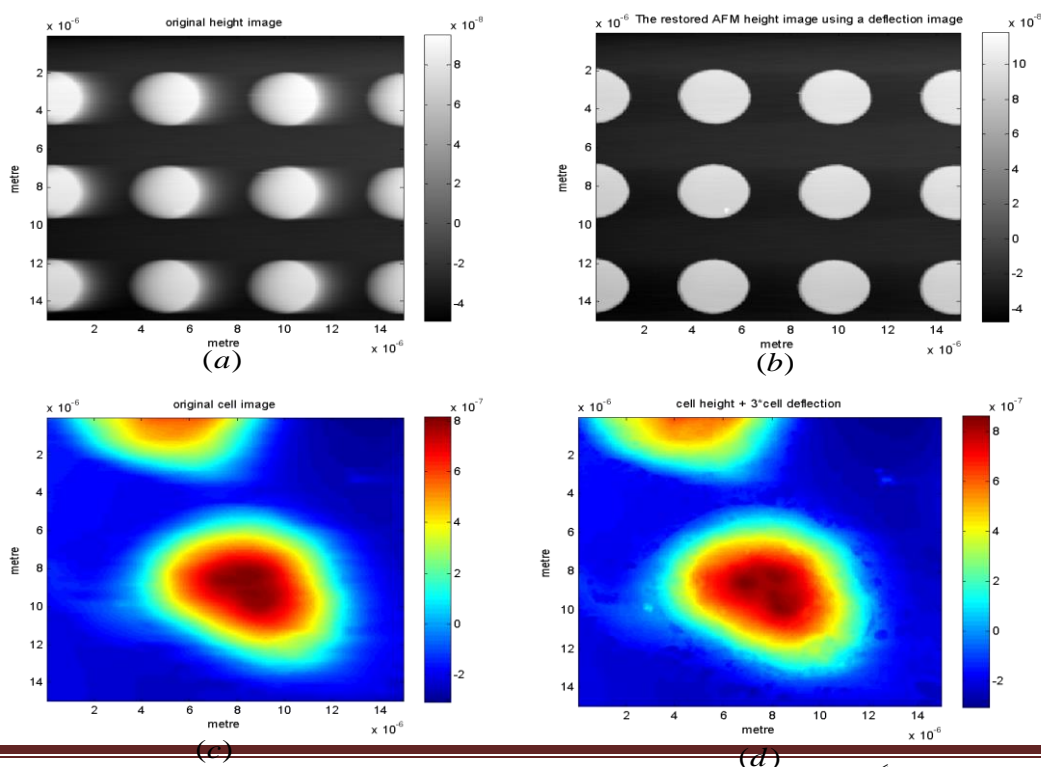 original height image
x 10^-6
x 10^-8
2
4
6
8
10
12
14
metre
8
6
4
2
0
-2
-4
2 4 6 8 10 12 14
metre
x 10^-6
(a)
The restored AFM height image using a deflection image
x 10^-6
x 10^-8
2
4
6
8
10
12
14
metre
10
8
6
4
2
0
-2
-4
2 4 6 8 10 12 14
metre
x 10^-6
(b)
original cell image
x 10^-6
x 10^-7
2
4
6
8
10
12
14
metre
8
6
4
2
0
-2
2 4 6 8 10 12 14
metre
x 10^-6
(c)
cell height + 3*cell deflection
x 10^-6
x 10^-7
2
4
6
8
10
12
14
metre
8
6
4
2
0
-2
2 4 6 8 10 12 14
metre
x 10^-6
(d)